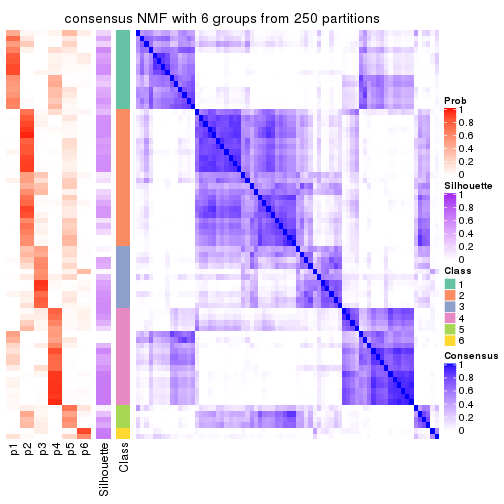 consensus NMF with 6 groups from 250 partitions
Prob
1
0.8
0.6
0.4
0.2
0
Silhouette
1
0.8
0.6
0.4
0.2
0
Class
1
2
3
4
5
6
Consensus
1
0.8
0.6
0.4
0.2
0
p1
p2
p3
p4
p5
p6
Silhouette
Class